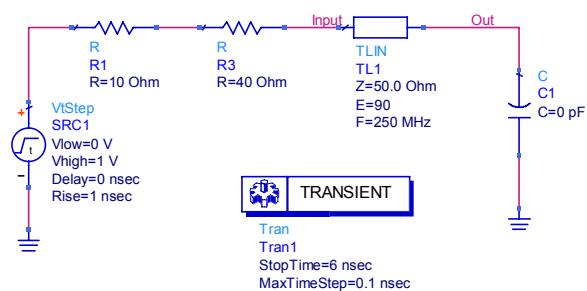 Input
Out
R
R1
R=10 Ohm
R
R3
R=40 Ohm
TLIN
TL1
Z=50.0 Ohm
E=90
F=250 MHz
C
C1
C=0 pF
+
VtStep
SRC1
Vlow=0 V
Vhigh=1 V
Delay=0 nsec
Rise=1 nsec
t
-
TRANSIENT
Tran
Tran1
StopTime=6 nsec
MaxTimeStep=0.1 nsec